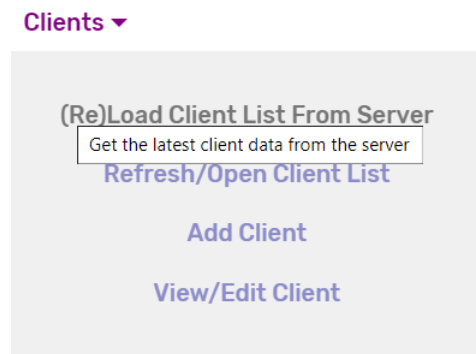 Clients
(Re)Load Client List From Server
Get the latest client data from the server
Refresh/Open Client List
Add Client
View/Edit Client